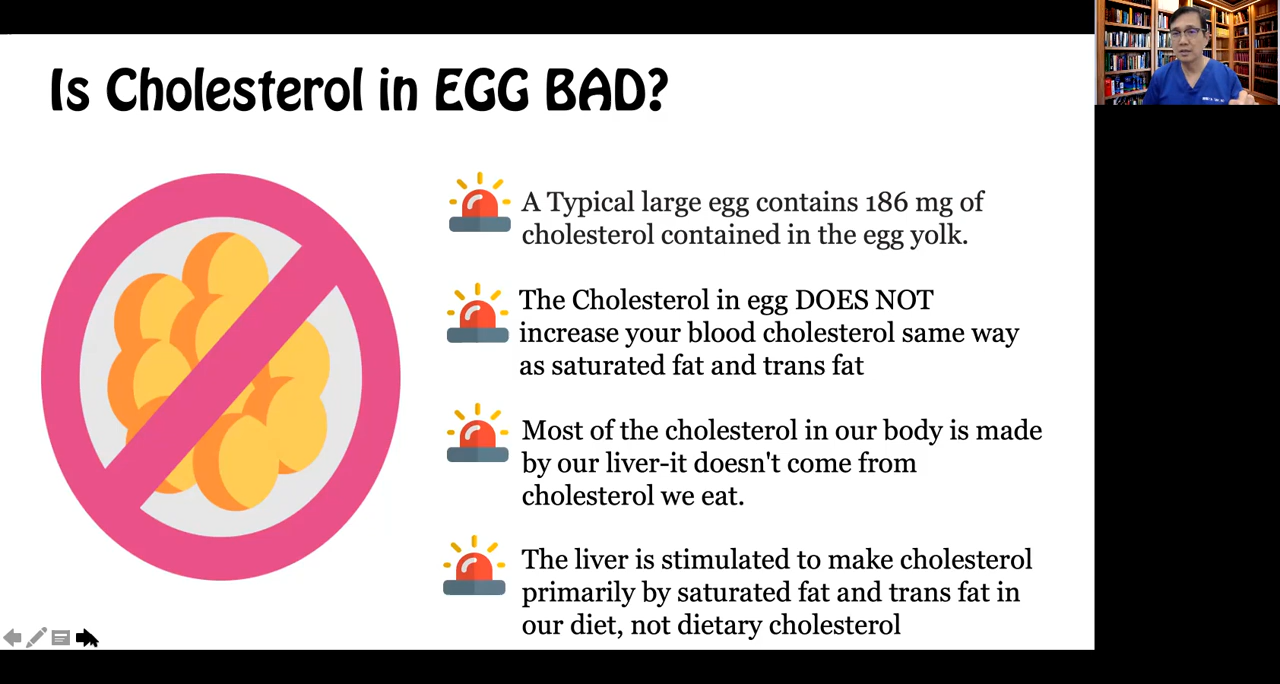 Is Cholesterol in EGG BAD?
A Typical large egg contains 186 mg of
cholesterol contained in the egg yolk.
The Cholesterol in egg DOES NOT
increase your blood cholesterol same way
as saturated fat and trans fat
Most of the cholesterol in our body is made
by our liver-it doesn't come from
cholesterol we eat.
The liver is stimulated to make cholesterol
primarily by saturated fat and trans fat in
our diet, not dietary cholesterol